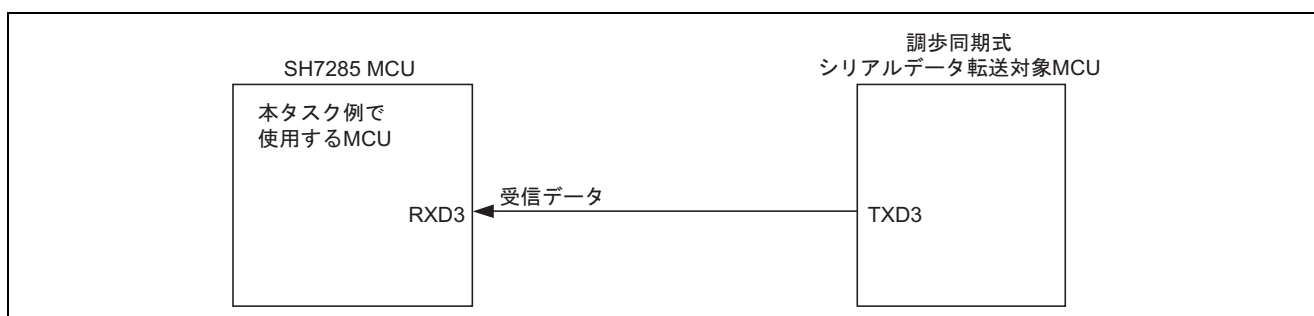 SH7285 MCU
本タスク例で
使用するMCU
RXD3
受信データ
調歩同期式
シリアルデータ転送対象MCU
TXD3